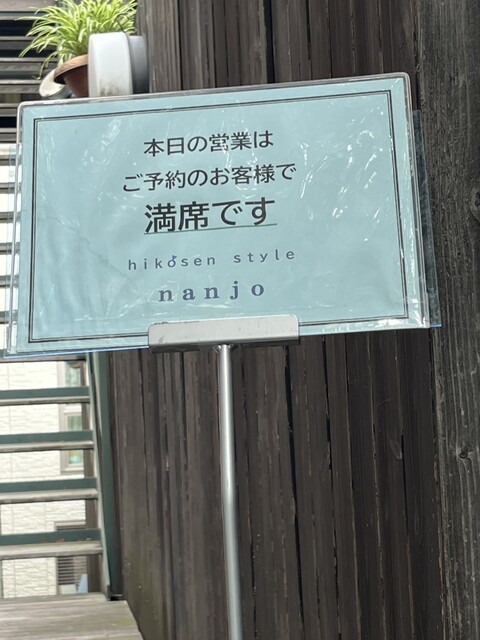 本日の営業は
ご予約のお客様で
満席です
hikosen style
nanjo